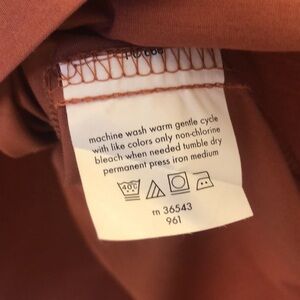 machine wash warm gentle cycle
with like colors only non-chlorine
bleach when needed tumble dry
permanent press iron medium
40C
rn 36543
961